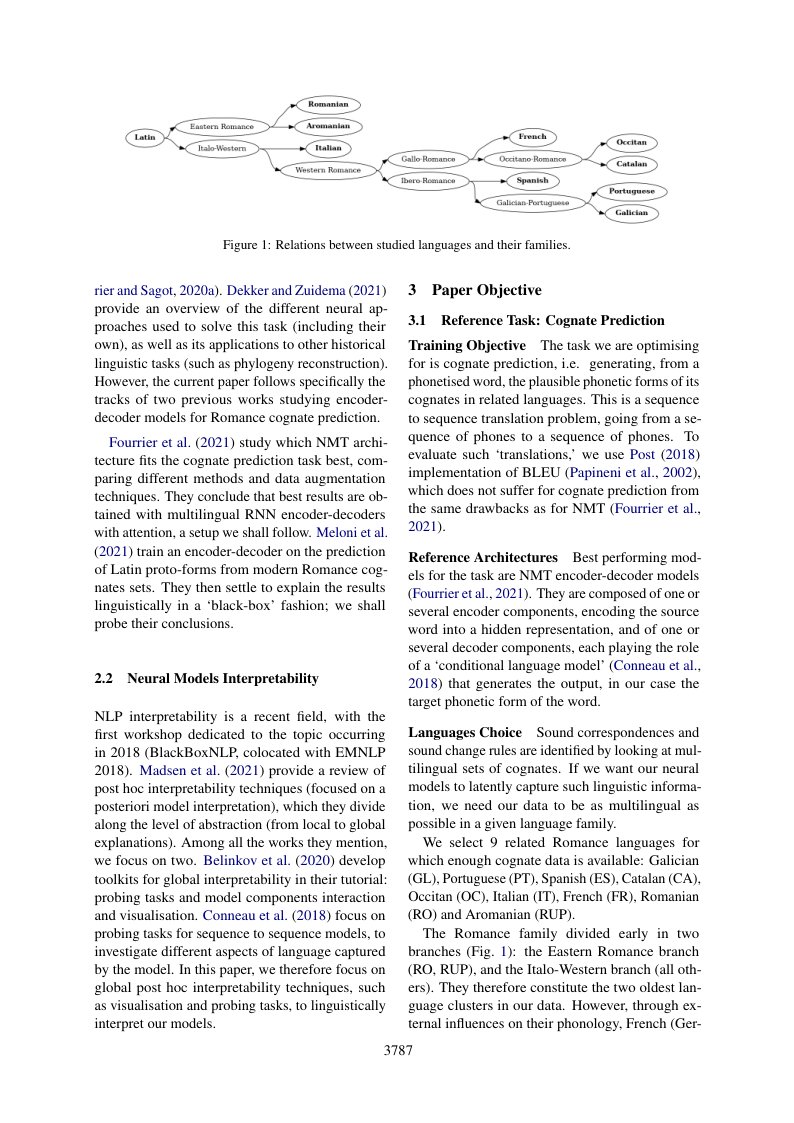 Latin
Eastern Romance
Italo-Western
Romanian
Aromanian
Italian
Western Romance
Gallo-Romance
Ibero-Romance
French
Occitano-Romance
Spanish
Galician-Portuguese
Occitan
Catalan
Portuguese
Galician
Figure 1: Relations between studied languages and their families.
rier and Sagot, 2020a). Dekker and Zuidema (2021)
provide an overview of the different neural ap-
proaches used to solve this task (including their
own), as well as its applications to other historical
linguistic tasks (such as phylogeny reconstruction).
However, the current paper follows specifically the
tracks of two previous works studying encoder-
decoder models for Romance cognate prediction.
Fourrier et al. (2021) study which NMT archi-
tecture fits the cognate prediction task best, com-
paring different methods and data augmentation
techniques. They conclude that best results are ob-
tained with multilingual RNN encoder-decoders
with attention, a setup we shall follow. Meloni et al.
(2021) train an encoder-decoder on the prediction
of Latin proto-forms from modern Romance cog-
nates sets. They then settle to explain the results
linguistically in a ‘black-box’ fashion; we shall
probe their conclusions.
2.2 Neural Models Interpretability
NLP interpretability is a recent field, with the
first workshop dedicated to the topic occurring
in 2018 (BlackBoxNLP, colocated with EMNLP
2018). Madsen et al. (2021) provide a review of
post hoc interpretability techniques (focused on a
posteriori model interpretation), which they divide
along the level of abstraction (from local to global
explanations). Among all the works they mention,
we focus on two. Belinkov et al. (2020) develop
toolkits for global interpretability in their tutorial:
probing tasks and model components interaction
and visualisation. Conneau et al. (2018) focus on
probing tasks for sequence to sequence models, to
investigate different aspects of language captured
by the model. In this paper, we therefore focus on
global post hoc interpretability techniques, such
as visualisation and probing tasks, to linguistically
interpret our models.
3 Paper Objective
3.1 Reference Task: Cognate Prediction
Training Objective The task we are optimising
for is cognate prediction, i.e. generating, from a
phonetised word, the plausible phonetic forms of its
cognates in related languages. This is a sequence
to sequence translation problem, going from a se-
quence of phones to a sequence of phones. To
evaluate such ‘translations,’ we use Post (2018)
implementation of BLEU (Papineni et al., 2002),
which does not suffer for cognate prediction from
the same drawbacks as for NMT (Fourrier et al.,
2021).
Reference Architectures Best performing mod-
els for the task are NMT encoder-decoder models
(Fourrier et al., 2021). They are composed of one or
several encoder components, encoding the source
word into a hidden representation, and of one or
several decoder components, each playing the role
of a ‘conditional language model’ (Conneau et al.,
2018) that generates the output, in our case the
target phonetic form of the word.
Languages Choice Sound correspondences and
sound change rules are identified by looking at mul-
tilingual sets of cognates. If we want our neural
models to latently capture such linguistic informa-
tion, we need our data to be as multilingual as
possible in a given language family.
We select 9 related Romance languages for
which enough cognate data is available: Galician
(GL), Portuguese (PT), Spanish (ES), Catalan (CA),
Occitan (OC), Italian (IT), French (FR), Romanian
(RO) and Aromanian (RUP).
The Romance family divided early in two
branches (Fig. 1): the Eastern Romance branch
(RO, RUP), and the Italo-Western branch (all oth-
ers). They therefore constitute the two oldest lan-
guage clusters in our data. However, through ex-
ternal influences on their phonology, French (Ger-
3787